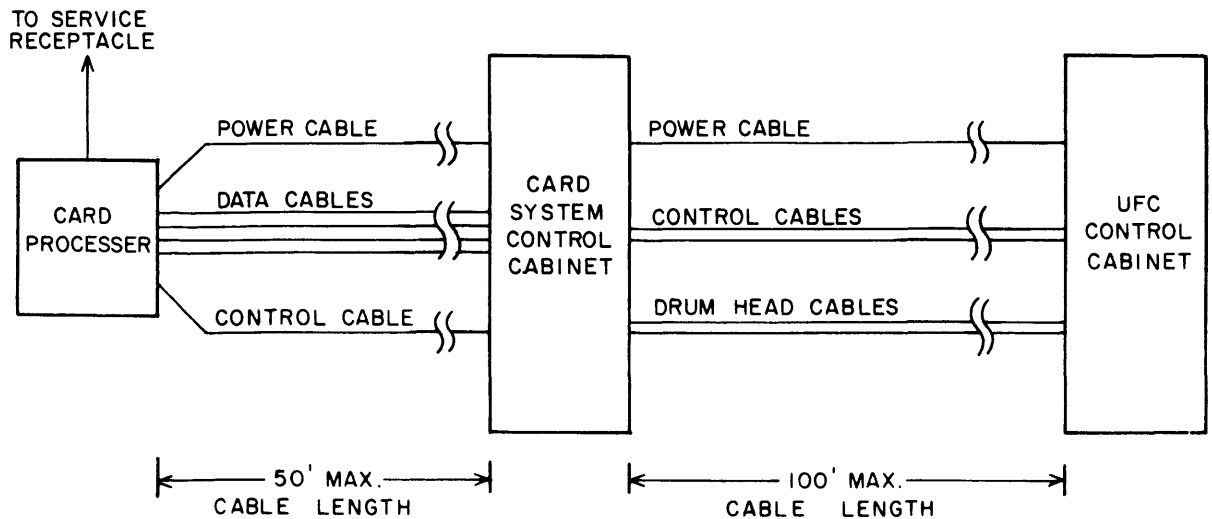 TO SERVICE
RECEPTACLE
POWER CABLE
DATA CABLES
CONTROL CABLE
CARD
PROCESSER
CARD
SYSTEM
CONTROL
CABINET
POWER CABLE
CONTROL CABLES
DRUM HEAD CABLES
UFC
CONTROL
CABINET
50' MAX.
CABLE LENGTH
100' MAX.
CABLE LENGTH